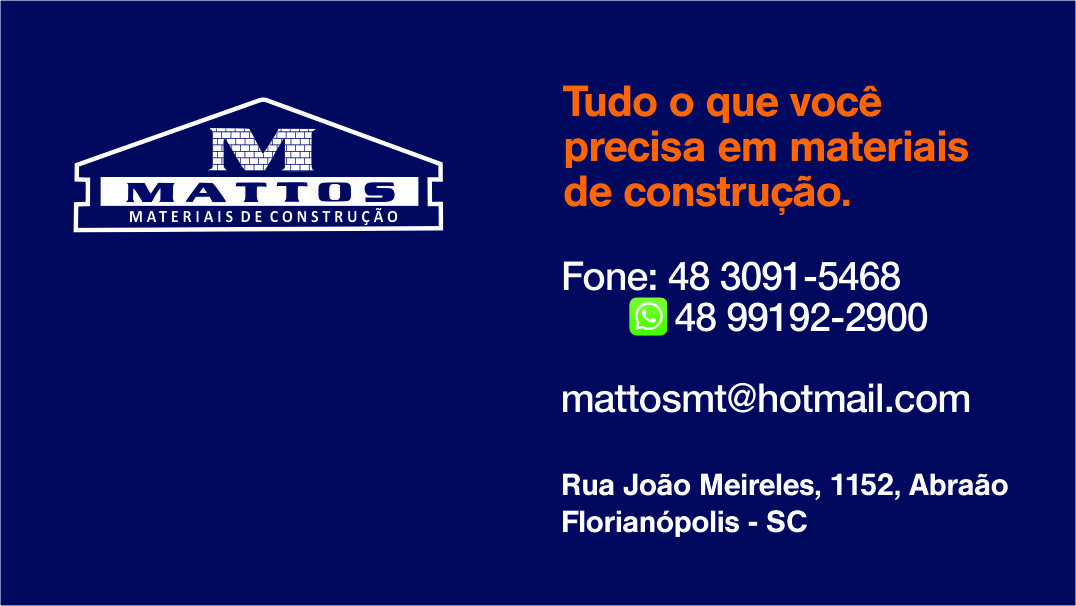 M
MATTOS
MATERIAIS DE CONSTRUÇÃO
Tudo o que você
precisa em materiais
de construção.
Fone: 48 3091-5468
48 99192-2900
mattosmt@hotmail.com
Rua João Meireles, 1152, Abraão
Florianópolis - SC